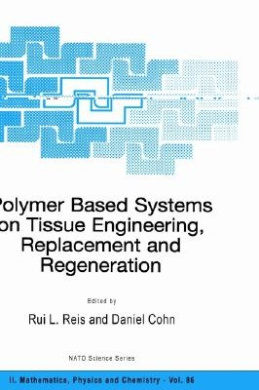 Polymer Based Systems
on Tissue Engineering,
Replacement and
Regeneration
Edited by
Rui L. Reis and Daniel Cohn
NATO Science Series
II. Mathematics, Physics and Chemistry - Vol. 86